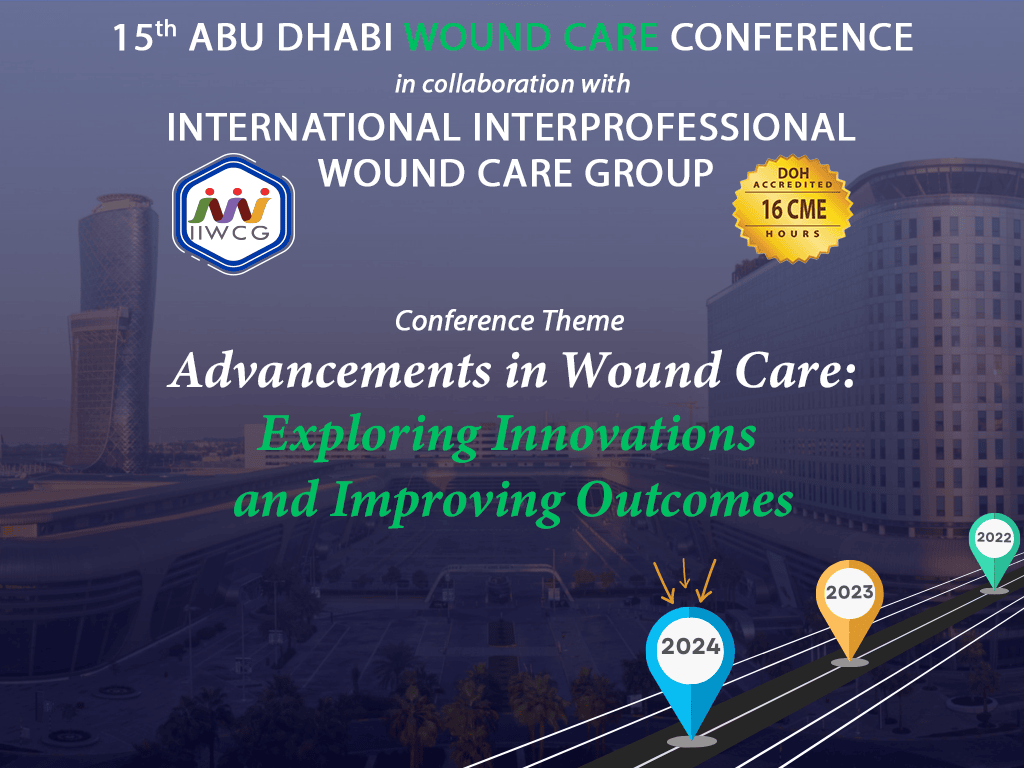 15th ABU DHABI WOUND CARE CONFERENCE
in collaboration with
INTERNATIONAL INTERPROFESSIONAL
WOUND CARE GROUP
IIWCG
DOH
ACCREDITED
16 CME
HOURS
Conference Theme
Advancements in Wound Care:
Exploring Innovations
and Improving Outcomes
2022
2023
2024